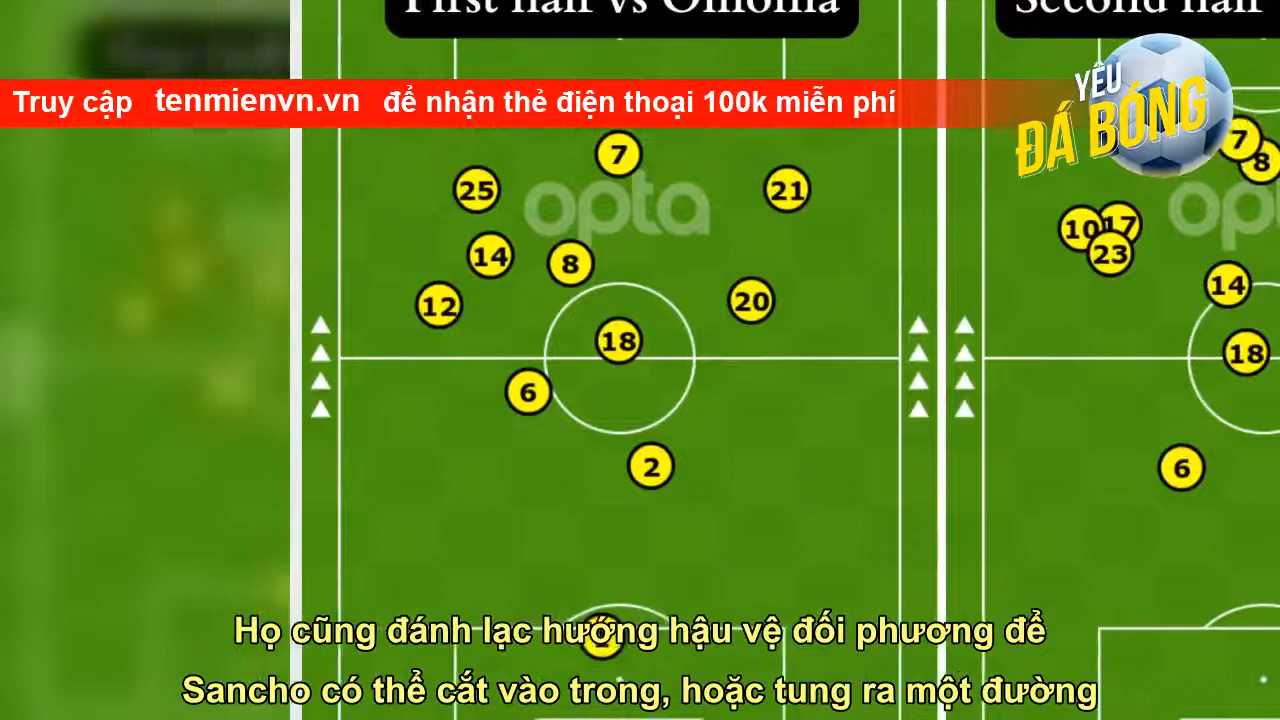 First half vs Omonia
Second half
Truy cập tenmienvn.vn để nhận thẻ điện thoại 100k miễn phí
YÊU
ĐÁ BÓNG
opta
7
25
21
14
8
12
20
18
6
2
7
8
10
17
23
14
18
6
Họ cũng đánh lạc hướng hậu vệ đối phương để
Sancho có thể cắt vào trong, hoặc tung ra một đường